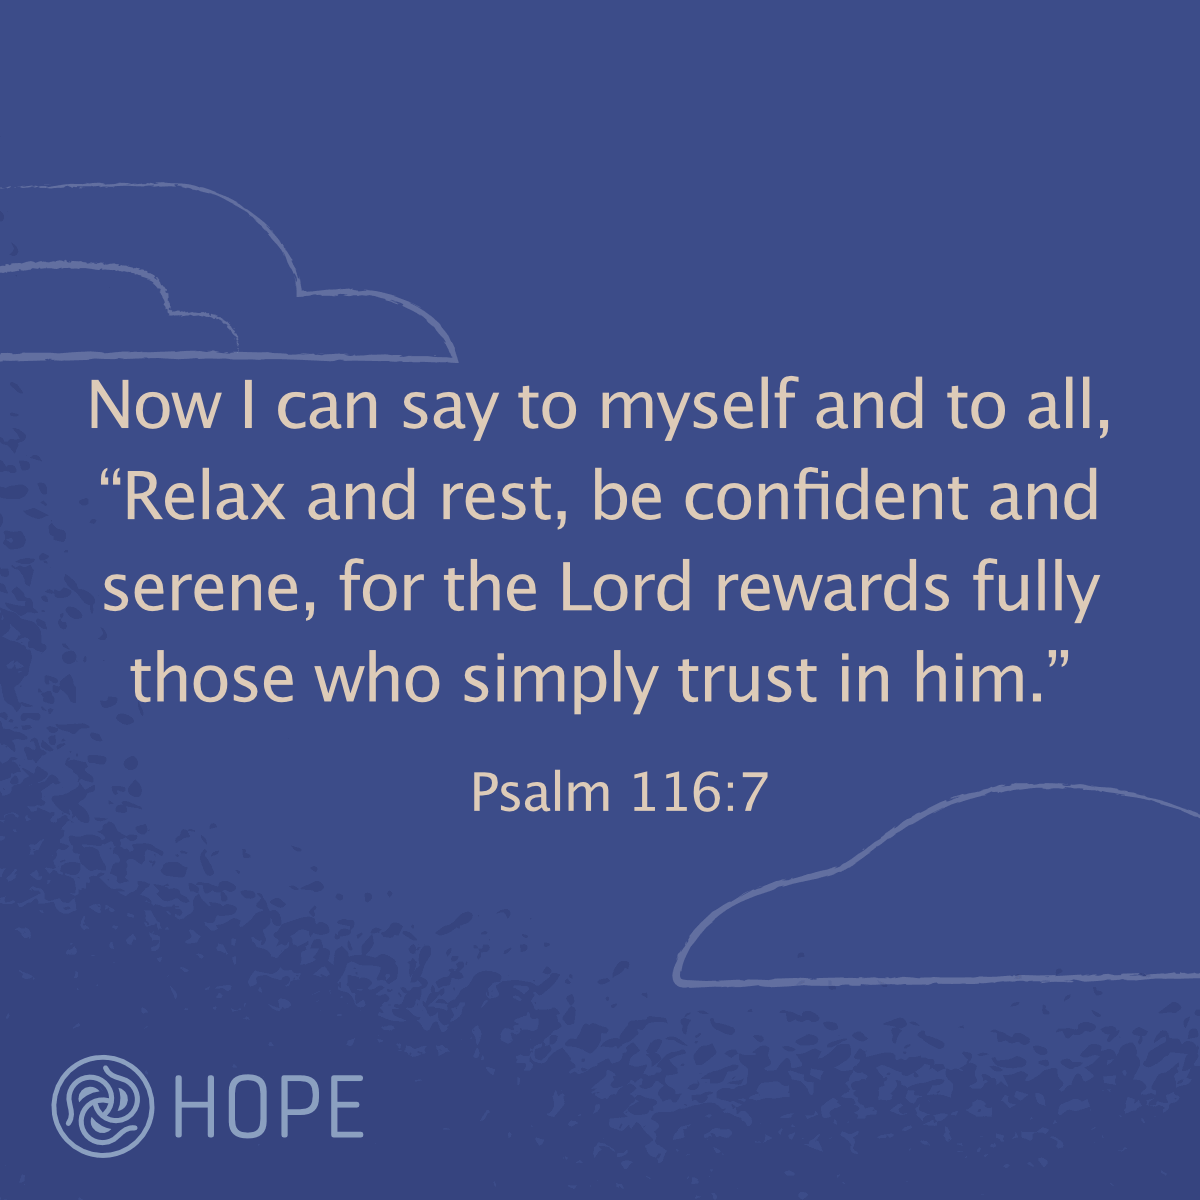 Now I can say to myself and to all,
“Relax and rest, be confident and
serene, for the Lord rewards fully
those who simply trust in him.”
Psalm 116:7
HOPE